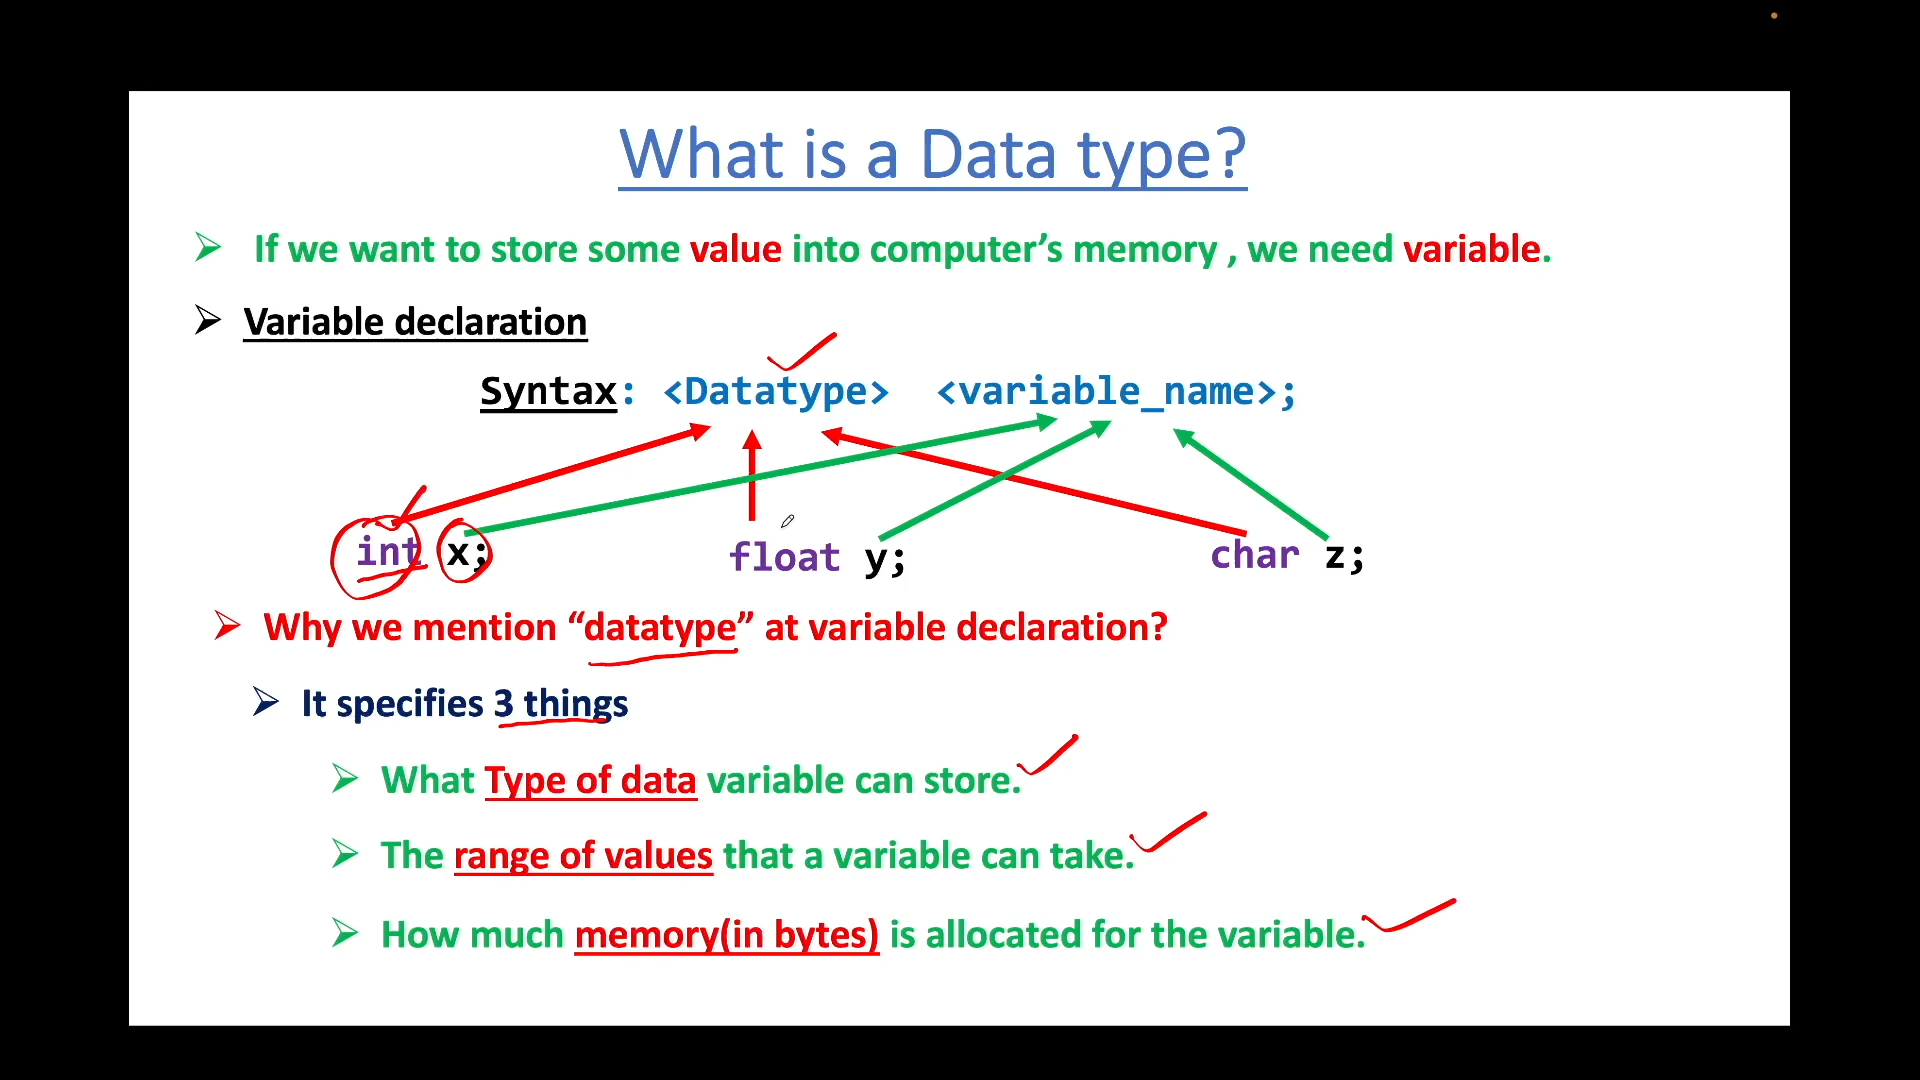 What is a Data type?
If we want to store some value into computer’s memory , we need variable.
Variable declaration
Syntax: <Datatype> <variable_name>;
int x; float y; char z;
Why we mention “datatype” at variable declaration?
It specifies 3 things
What Type of data variable can store.
The range of values that a variable can take.
How much memory(in bytes) is allocated for the variable.